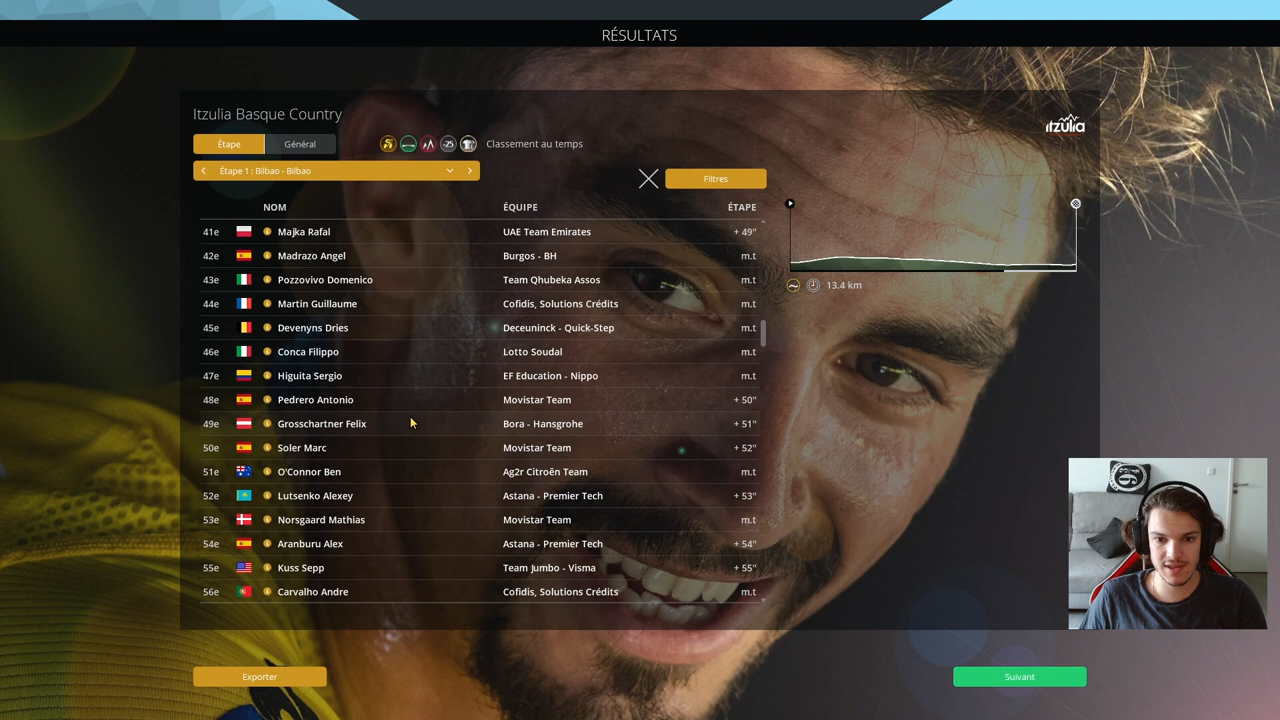 RÉSULTATS
Itzulia Basque Country
itzulia
Étape Général -25 Classement au temps
Étape 1 : Bilbao - Bilbao
Filtres
NOM ÉQUIPE ÉTAPE
41e Majka Rafal UAE Team Emirates + 49"
42e Madrazo Angel Burgos - BH m.t
43e Pozzovivo Domenico Team Qhubeka Assos m.t
44e Martin Guillaume Cofidis, Solutions Crédits m.t
45e Devenyns Dries Deceuninck - Quick-Step m.t
46e Conca Filippo Lotto Soudal m.t
47e Higuita Sergio EF Education - Nippo m.t
48e Pedrero Antonio Movistar Team + 50"
49e Grosschartner Felix Bora - Hansgrohe + 51"
50e Soler Marc Movistar Team + 52"
51e O'Connor Ben Ag2r Citroën Team m.t
52e Lutsenko Alexey Astana - Premier Tech + 53"
53e Norsgaard Mathias Movistar Team m.t
54e Aranburu Alex Astana - Premier Tech + 54"
55e Kuss Sepp Team Jumbo - Visma + 55"
56e Carvalho Andre Cofidis, Solutions Crédits m.t
13.4 km
Exporter
Suivant